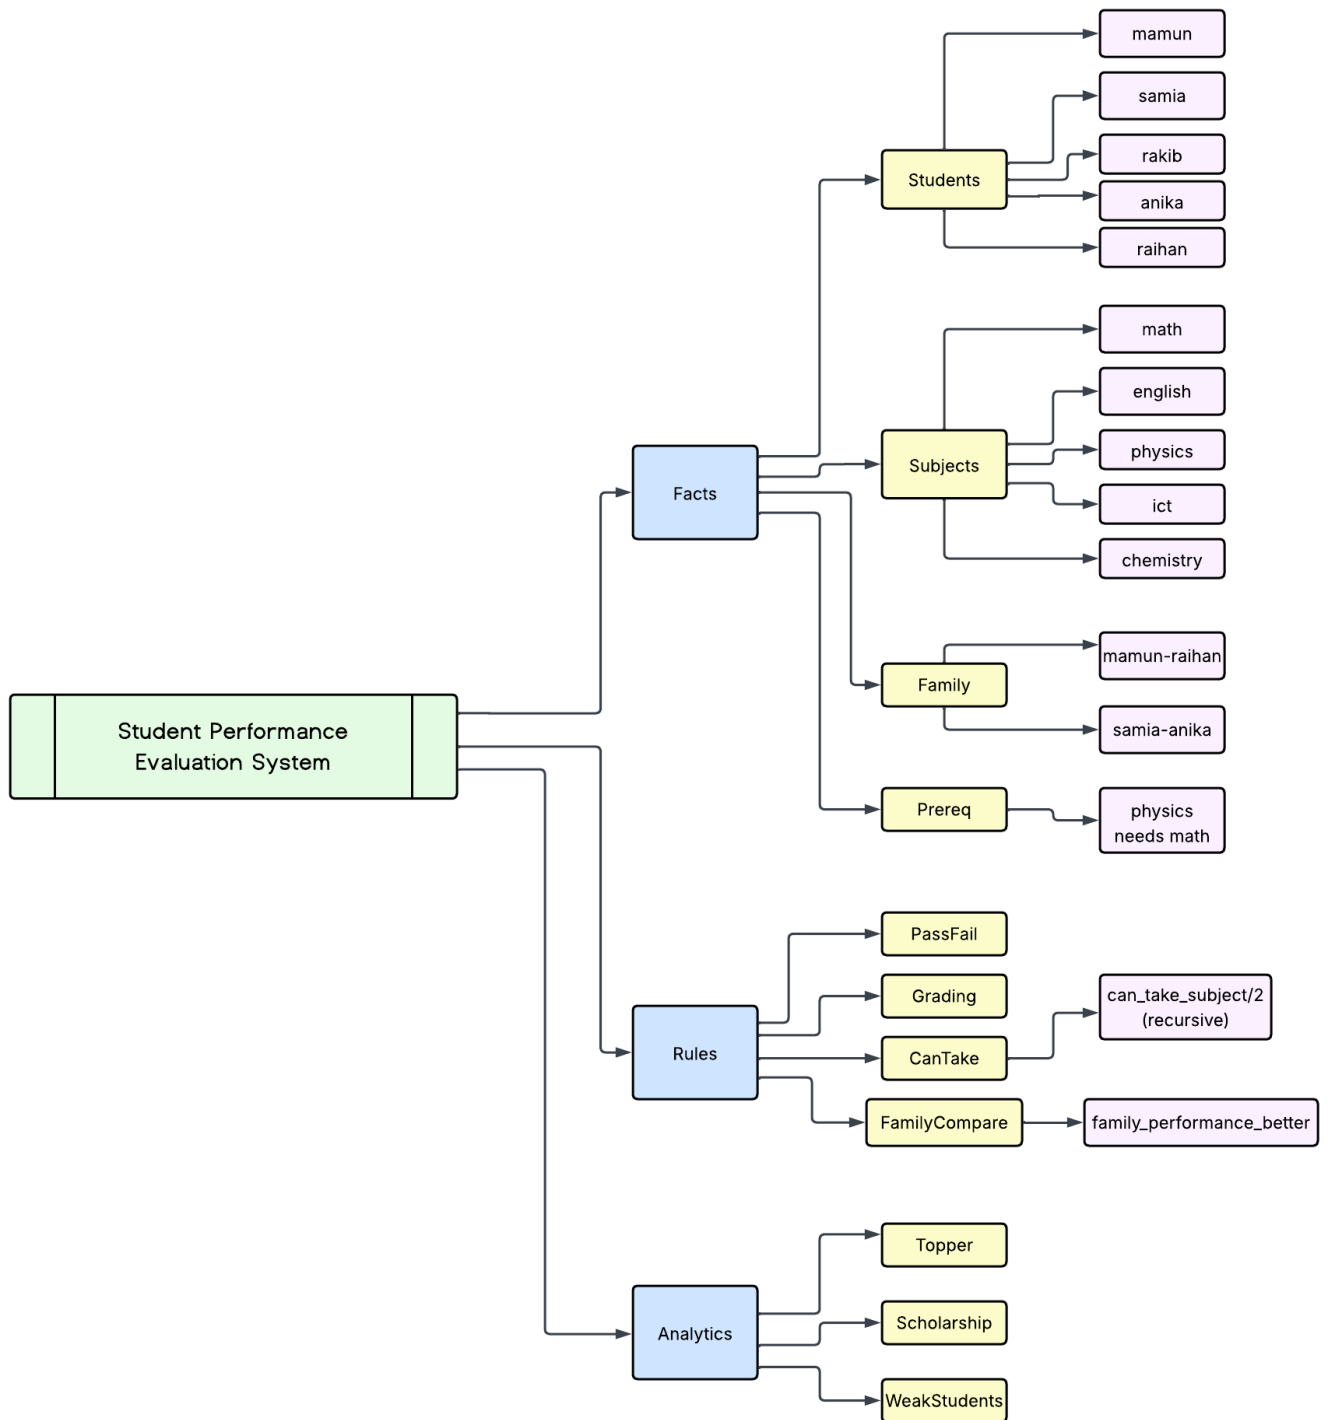 mamun
samia
rakib
Students
anika
raihan
math
english
physics
Subjects
Facts
ict
chemistry
mamun-raihan
Family
samia-anika
Student Performance
Evaluation System
Prereq
physics
needs math
PassFail
Grading
can_take_subject/2
(recursive)
Rules
CanTake
FamilyCompare
family_performance_better
Topper
Scholarship
Analytics
WeakStudents